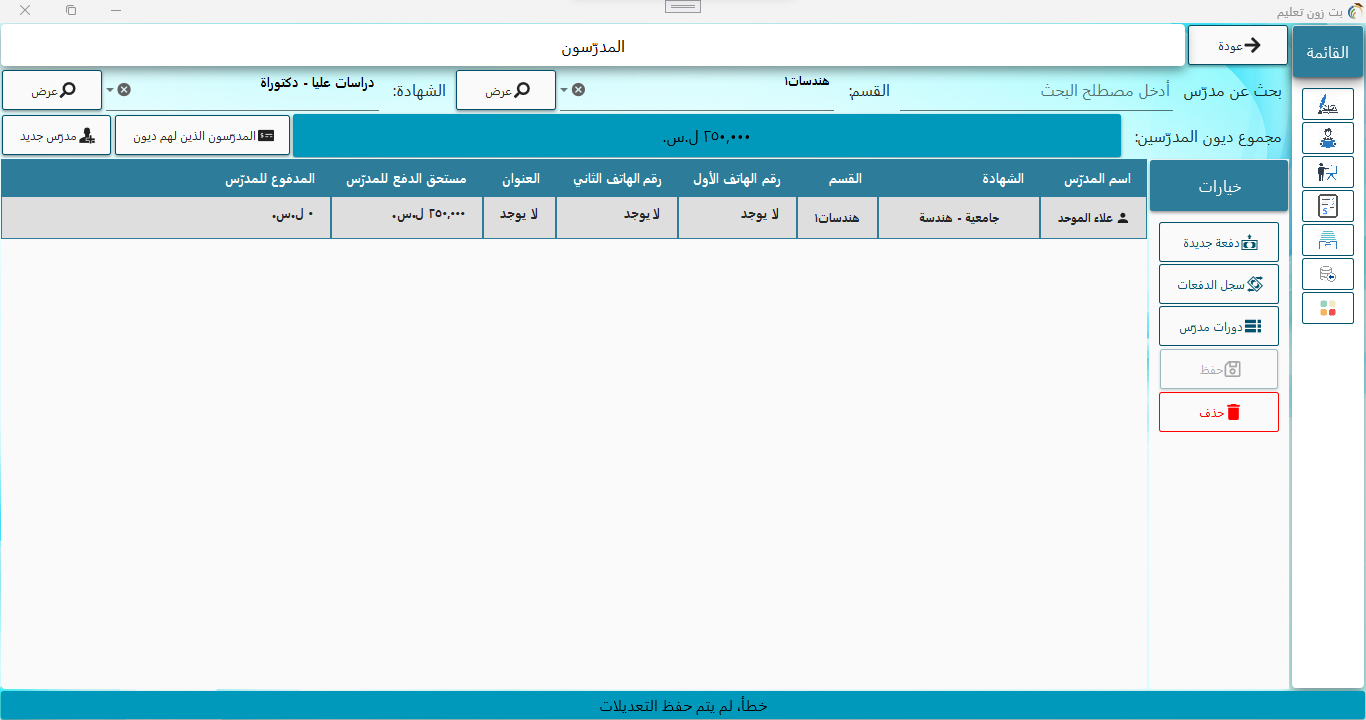 بت زون تعليم
القائمة
عودة
المدرّسون
بحث عن مدرّس
أدخل مصطلح البحث
القسم:
هندسات١
عرض
الشهادة:
دراسات عليا - دكتوراة
عرض
مجموع ديون المدرّسين:
٢٥٠,٠٠٠ ل.س.
المدرّسون الذين لهم ديون
مدرّس جديد
خيارات
دفعة جديدة
سجل الدفعات
دورات مدرّس
حفظ
حذف
اسم المدرّس الشهادة القسم رقم الهاتف الأول رقم الهاتف الثاني العنوان مستحق الدفع للمدرّس المدفوع للمدرّس
علاء الموحد جامعية - هندسة هندسات١ لا يوجد لا يوجد لا يوجد ٢٥٠,٠٠٠ ل.س. ٠ ل.س.
خطأ، لم يتم حفظ التعديلات